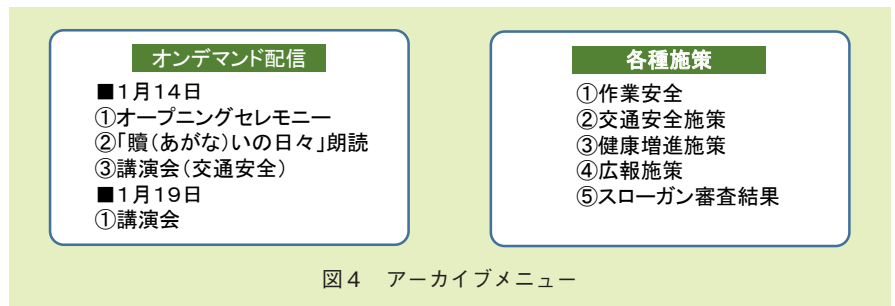 オンデマンド配信
■1月14日
①オープニングセレモニー
②「贖(あがな)いの日々」朗読
③講演会(交通安全)
■1月19日
①講演会
各種施策
①作業安全
②交通安全施策
③健康増進施策
④広報施策
⑤スローガン審査結果
図4 アーカイブメニュー